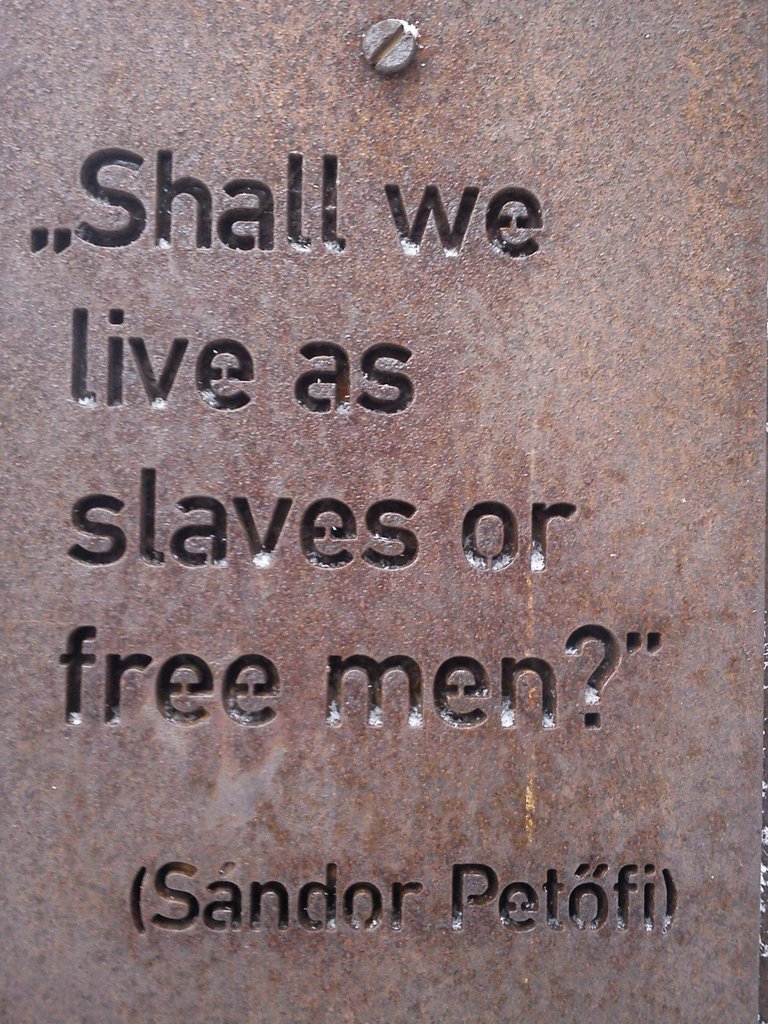 „Shall we
live as
slaves or
free men?”
(Sándor Petőfi)